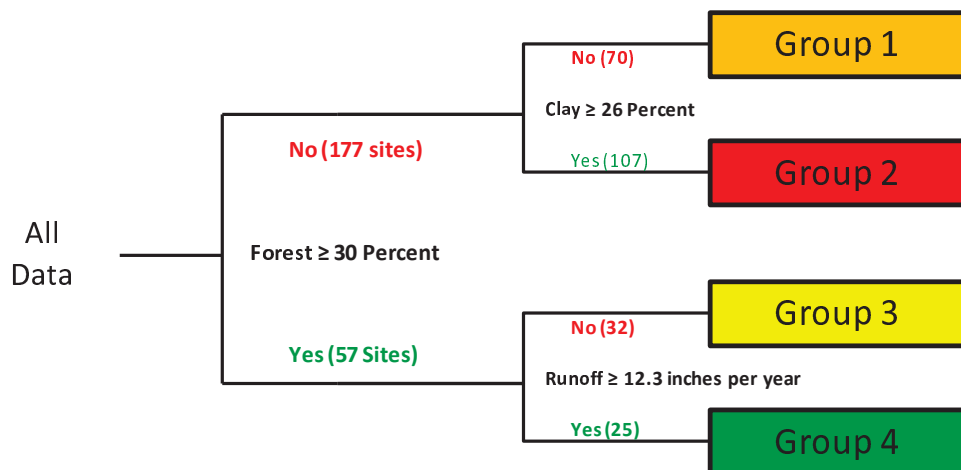 No (70)
Group 1
Clay ≥ 26 Percent
No (177 sites)
Yes (107)
Group 2
All
Data
Forest ≥ 30 Percent
No (32)
Group 3
Yes (57 Sites)
Runoff ≥ 12.3 inches per year
Yes (25)
Group 4